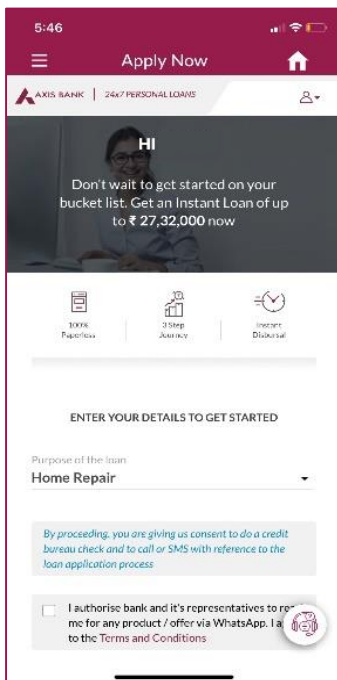 5:46
Apply Now
AXIS BANK | 24x7 PERSONAL LOANS
HI
Don't wait to get started on your
bucket list. Get an Instant Loan of up
to ₹ 27,32,000 now
100% Paperless
3 Step Journey
Instant Disbursal
ENTER YOUR DETAILS TO GET STARTED
Purpose of the loan
Home Repair
By proceeding, you are giving us consent to do a credit
bureau check and to call or SMS with reference to the
loan application process
I authorise bank and it's representatives to
me for any product / offer via WhatsApp. I
to the Terms and Conditions